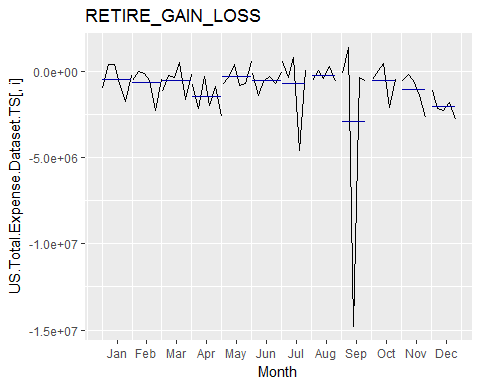 RETIRE_GAIN_LOSS
US.Total.Expense.Dataset.TS[, i]
0.0e+00
-5.0e+06
-1.0e+07
-1.5e+07
Jan Feb Mar Apr May Jun Jul Aug Sep Oct Nov Dec
Month